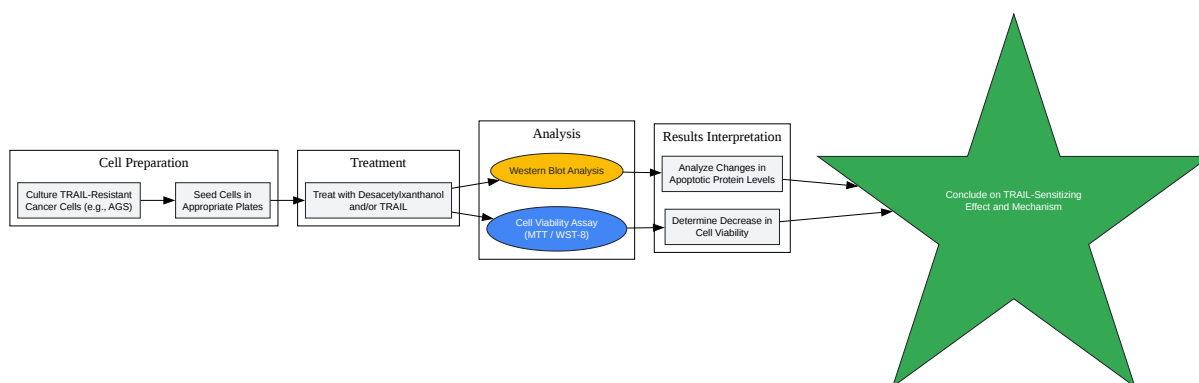 Cell Preparation
Culture TRAIL-Resistant
Cancer Cells (e.g., AGS)
Seed Cells in
Appropriate Plates
Treatment
Treat with Desacetylxanthanol
and/or TRAIL
Analysis
Western Blot Analysis
Cell Viability Assay
(MTT / WST-8)
Results Interpretation
Analyze Changes in
Apoptotic Protein Levels
Determine Decrease in
Cell Viability
Conclude on TRAIL-Sensitizing
Effect and Mechanism